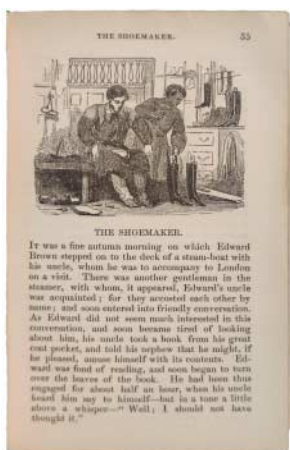 THE SHOEMAKER. 55
THE SHOEMAKER.
IT was a fine autumn morning on which Edward
Brown stepped on to the deck of a steam-boat with
his uncle, whom he was to accompany to London
on a visit. There was another gentleman in the
steamer, with whom, it appeared, Edward's uncle
was acquainted; for they accosted each other by
name; and soon entered into friendly conversation.
As Edward did not seem much interested in this
conversation, and soon became tired of looking
about him, his uncle took a book from his great
coat pocket, and told his nephew that he might, if
he pleased, amuse himself with its contents. Ed-
ward was fond of reading, and soon began to turn
over the leaves of the book. He had been thus
engaged for about half an hour, when his uncle
heard him say to himself—but in a tone a little
above a whisper—"Well; I should not have
thought it."